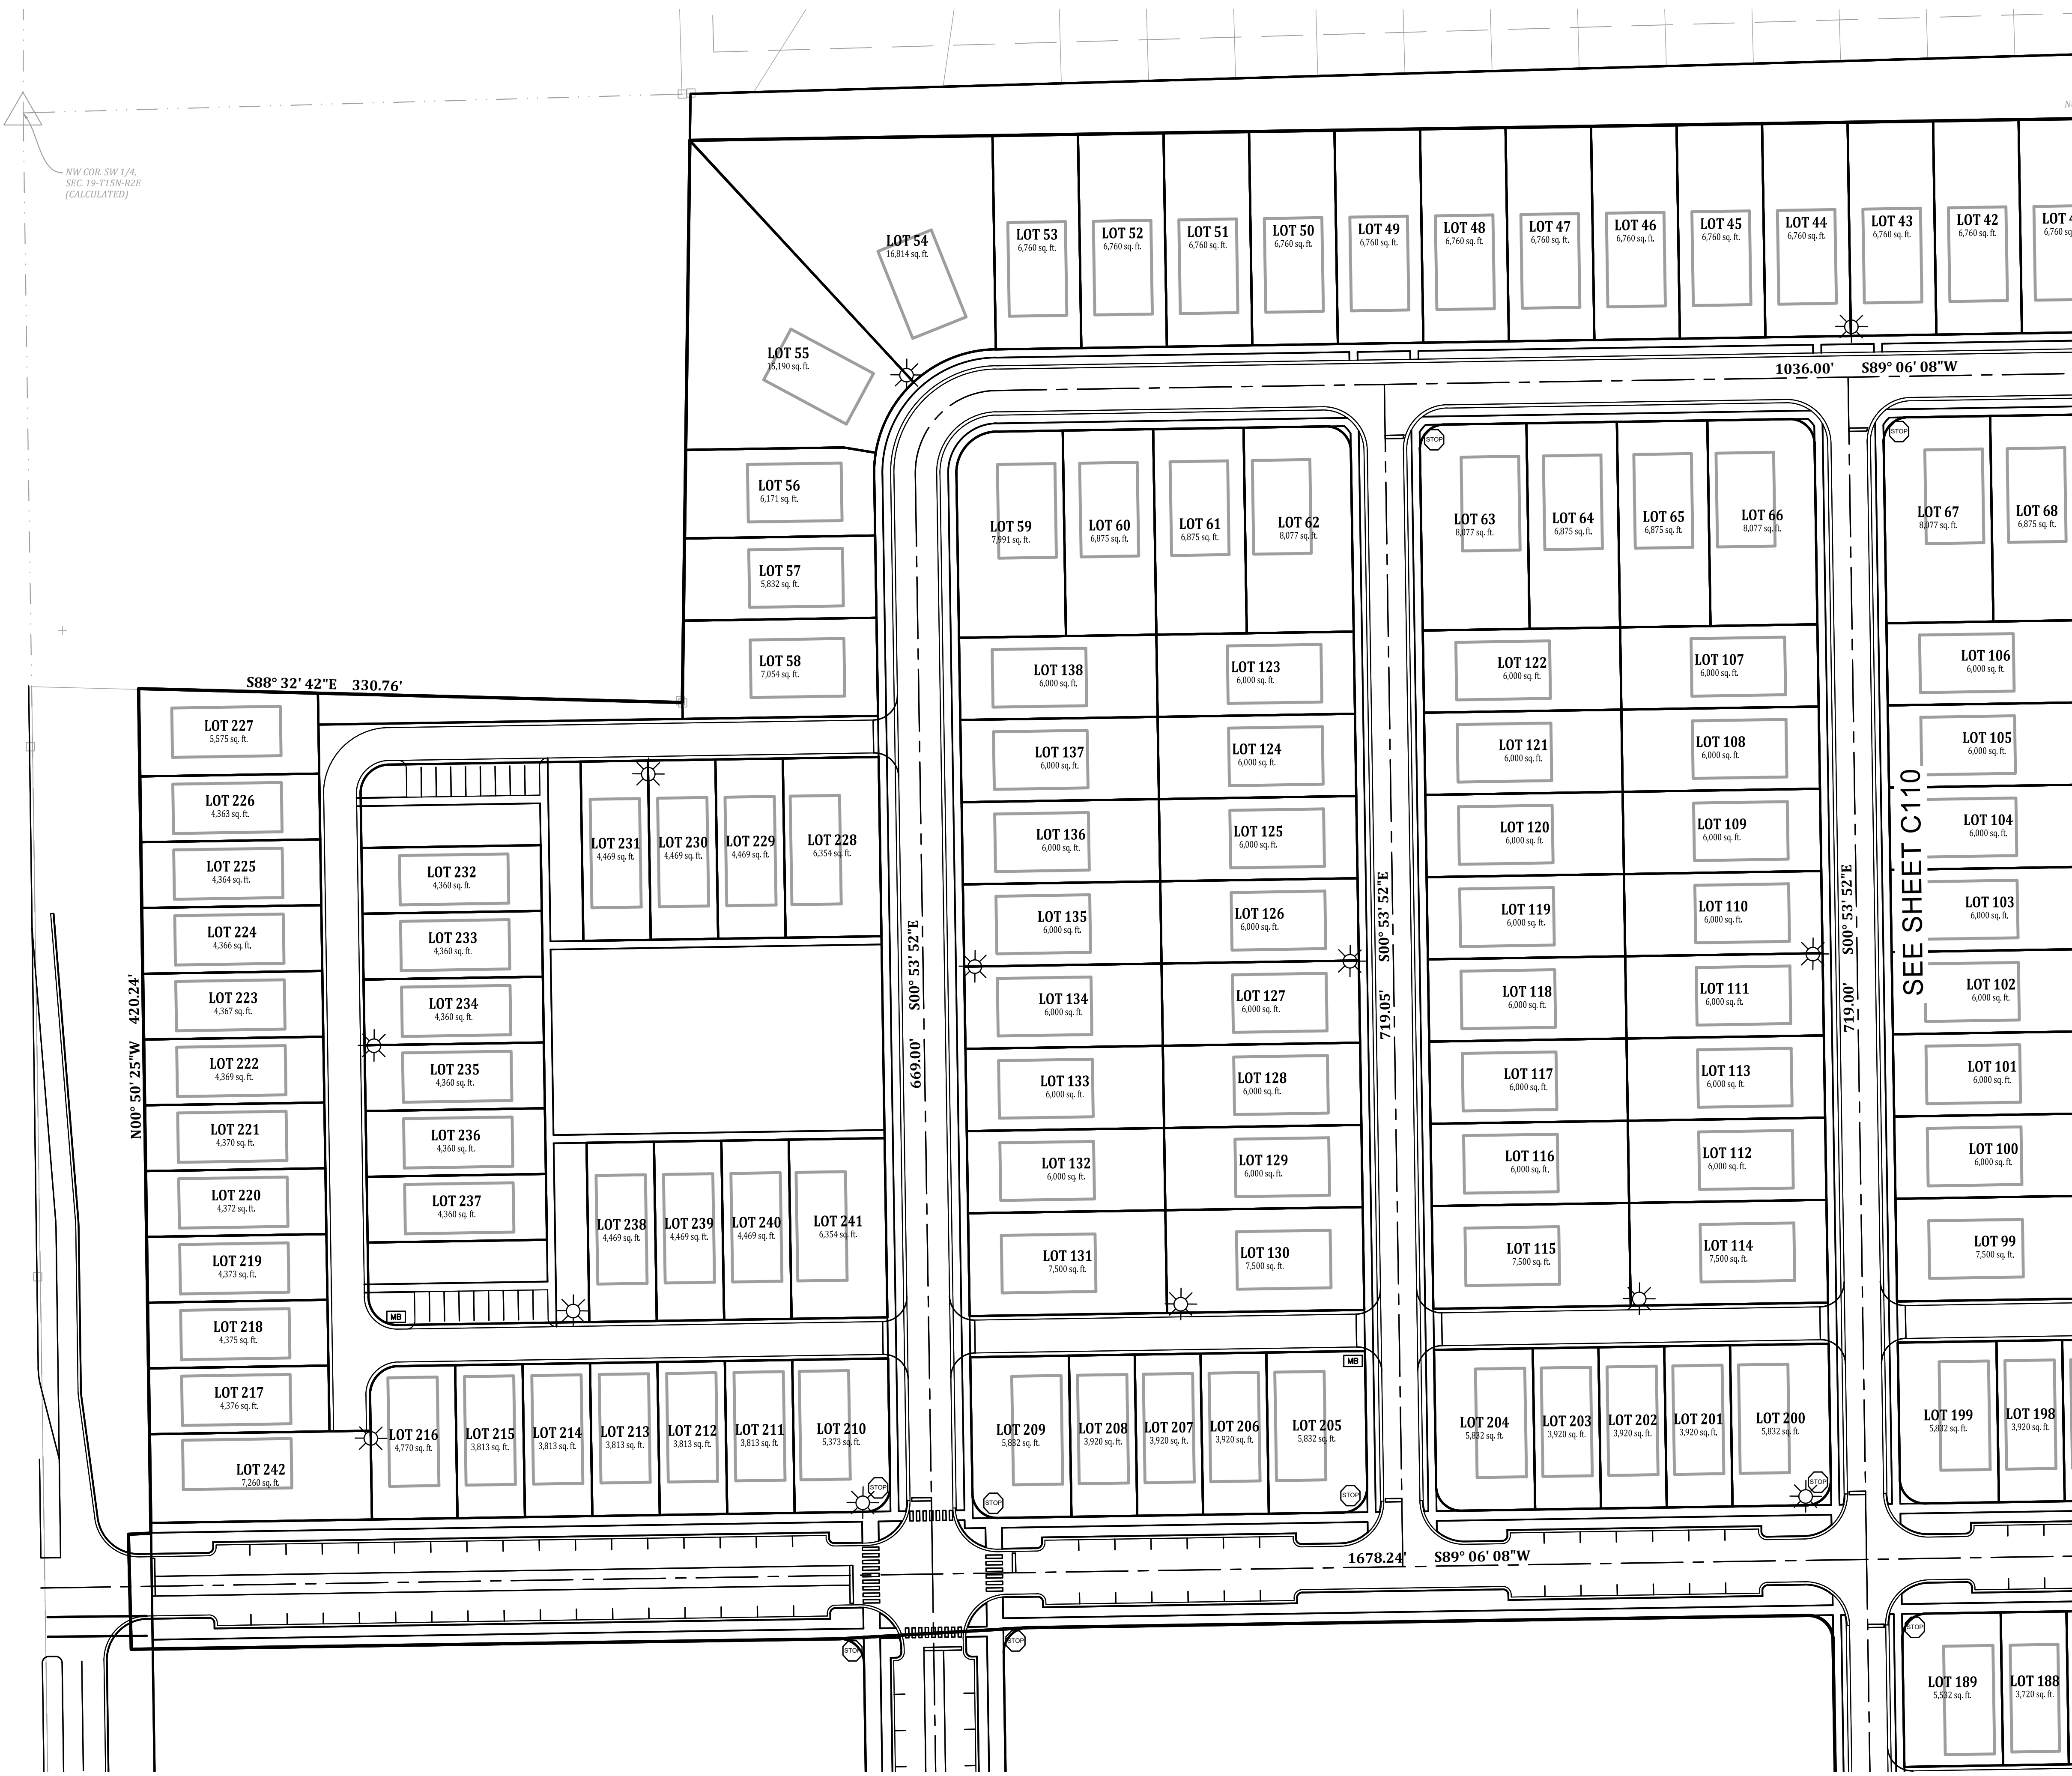 N
NW COR. SW 1/4,
SEC. 19-T15N-R2E
(CALCULATED)
LOT 54
16,814 sq. ft.
LOT 53
6,760 sq. ft.
LOT 52
6,760 sq. ft.
LOT 51
6,760 sq. ft.
LOT 50
6,760 sq. ft.
LOT 49
6,760 sq. ft.
LOT 48
6,760 sq. ft.
LOT 47
6,760 sq. ft.
LOT 46
6,760 sq. ft.
LOT 45
6,760 sq. ft.
LOT 44
6,760 sq. ft.
LOT 43
6,760 sq. ft.
LOT 42
6,760 sq. ft.
LOT 4
6,760 sq.
LOT 55
15,190 sq. ft.
1036.00' S89° 06' 08"W
STOP
STOP
LOT 56
6,171 sq. ft.
LOT 57
5,832 sq. ft.
LOT 58
7,054 sq. ft.
LOT 59
7,991 sq. ft.
LOT 60
6,875 sq. ft.
LOT 61
6,875 sq. ft.
LOT 62
8,077 sq. ft.
LOT 63
8,077 sq. ft.
LOT 64
6,875 sq. ft.
LOT 65
6,875 sq. ft.
LOT 66
8,077 sq. ft.
LOT 67
8,077 sq. ft.
LOT 68
6,875 sq. ft.
S88° 32' 42"E 330.76'
N00° 50' 25"W 420.24'
LOT 227
5,575 sq. ft.
LOT 226
4,363 sq. ft.
LOT 225
4,364 sq. ft.
LOT 224
4,366 sq. ft.
LOT 223
4,367 sq. ft.
LOT 222
4,369 sq. ft.
LOT 221
4,370 sq. ft.
LOT 220
4,372 sq. ft.
LOT 219
4,373 sq. ft.
LOT 218
4,375 sq. ft.
LOT 217
4,376 sq. ft.
LOT 242
7,260 sq. ft.
LOT 232
4,360 sq. ft.
LOT 233
4,360 sq. ft.
LOT 234
4,360 sq. ft.
LOT 235
4,360 sq. ft.
LOT 236
4,360 sq. ft.
LOT 237
4,360 sq. ft.
MB
LOT 231
4,469 sq. ft.
LOT 230
4,469 sq. ft.
LOT 229
4,469 sq. ft.
LOT 228
6,354 sq. ft.
LOT 238
4,469 sq. ft.
LOT 239
4,469 sq. ft.
LOT 240
4,469 sq. ft.
LOT 241
6,354 sq. ft.
669.00' S00° 53' 52"E
LOT 138
6,000 sq. ft.
LOT 137
6,000 sq. ft.
LOT 136
6,000 sq. ft.
LOT 135
6,000 sq. ft.
LOT 134
6,000 sq. ft.
LOT 133
6,000 sq. ft.
LOT 132
6,000 sq. ft.
LOT 131
7,500 sq. ft.
LOT 123
6,000 sq. ft.
LOT 124
6,000 sq. ft.
LOT 125
6,000 sq. ft.
LOT 126
6,000 sq. ft.
LOT 127
6,000 sq. ft.
LOT 128
6,000 sq. ft.
LOT 129
6,000 sq. ft.
LOT 130
7,500 sq. ft.
719.05' S00° 53' 52"E
LOT 122
6,000 sq. ft.
LOT 121
6,000 sq. ft.
LOT 120
6,000 sq. ft.
LOT 119
6,000 sq. ft.
LOT 118
6,000 sq. ft.
LOT 117
6,000 sq. ft.
LOT 116
6,000 sq. ft.
LOT 115
7,500 sq. ft.
LOT 107
6,000 sq. ft.
LOT 108
6,000 sq. ft.
LOT 109
6,000 sq. ft.
LOT 110
6,000 sq. ft.
LOT 111
6,000 sq. ft.
LOT 113
6,000 sq. ft.
LOT 112
6,000 sq. ft.
LOT 114
7,500 sq. ft.
719.00' S00° 53' 52"E
SEE SHEET C110
LOT 106
6,000 sq. ft.
LOT 105
6,000 sq. ft.
LOT 104
6,000 sq. ft.
LOT 103
6,000 sq. ft.
LOT 102
6,000 sq. ft.
LOT 101
6,000 sq. ft.
LOT 100
6,000 sq. ft.
LOT 99
7,500 sq. ft.
LOT 216
4,770 sq. ft.
LOT 215
3,813 sq. ft.
LOT 214
3,813 sq. ft.
LOT 213
3,813 sq. ft.
LOT 212
3,813 sq. ft.
LOT 211
3,813 sq. ft.
LOT 210
5,373 sq. ft.
STOP
LOT 209
5,832 sq. ft.
LOT 208
3,920 sq. ft.
LOT 207
3,920 sq. ft.
LOT 206
3,920 sq. ft.
LOT 205
5,832 sq. ft.
MB
STOP
STOP
LOT 204
5,832 sq. ft.
LOT 203
3,920 sq. ft.
LOT 202
3,920 sq. ft.
LOT 201
3,920 sq. ft.
LOT 200
5,832 sq. ft.
STOP
LOT 199
5,832 sq. ft.
LOT 198
3,920 sq. ft.
1678.24' S89° 06' 08"W
STOP
STOP
STOP
LOT 189
5,532 sq. ft.
LOT 188
3,720 sq. ft.